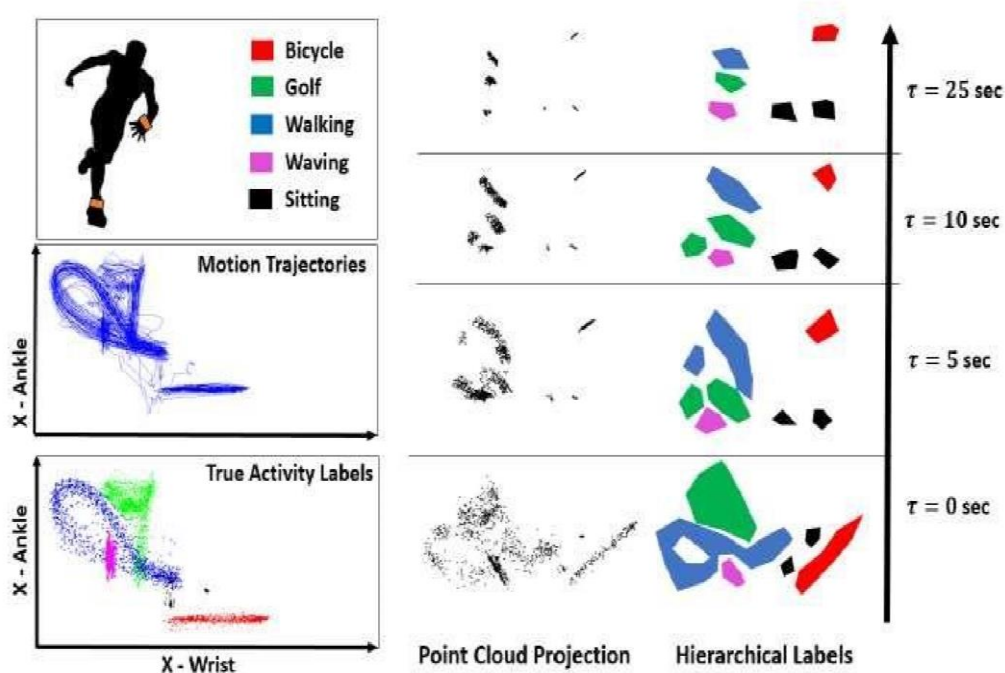 Bicycle
Golf
Walking
Waving
Sitting
Motion Trajectories
X - Ankle
True Activity Labels
X - Ankle
X - Wrist
τ = 25 sec
τ = 10 sec
τ = 5 sec
τ = 0 sec
Point Cloud Projection
Hierarchical Labels